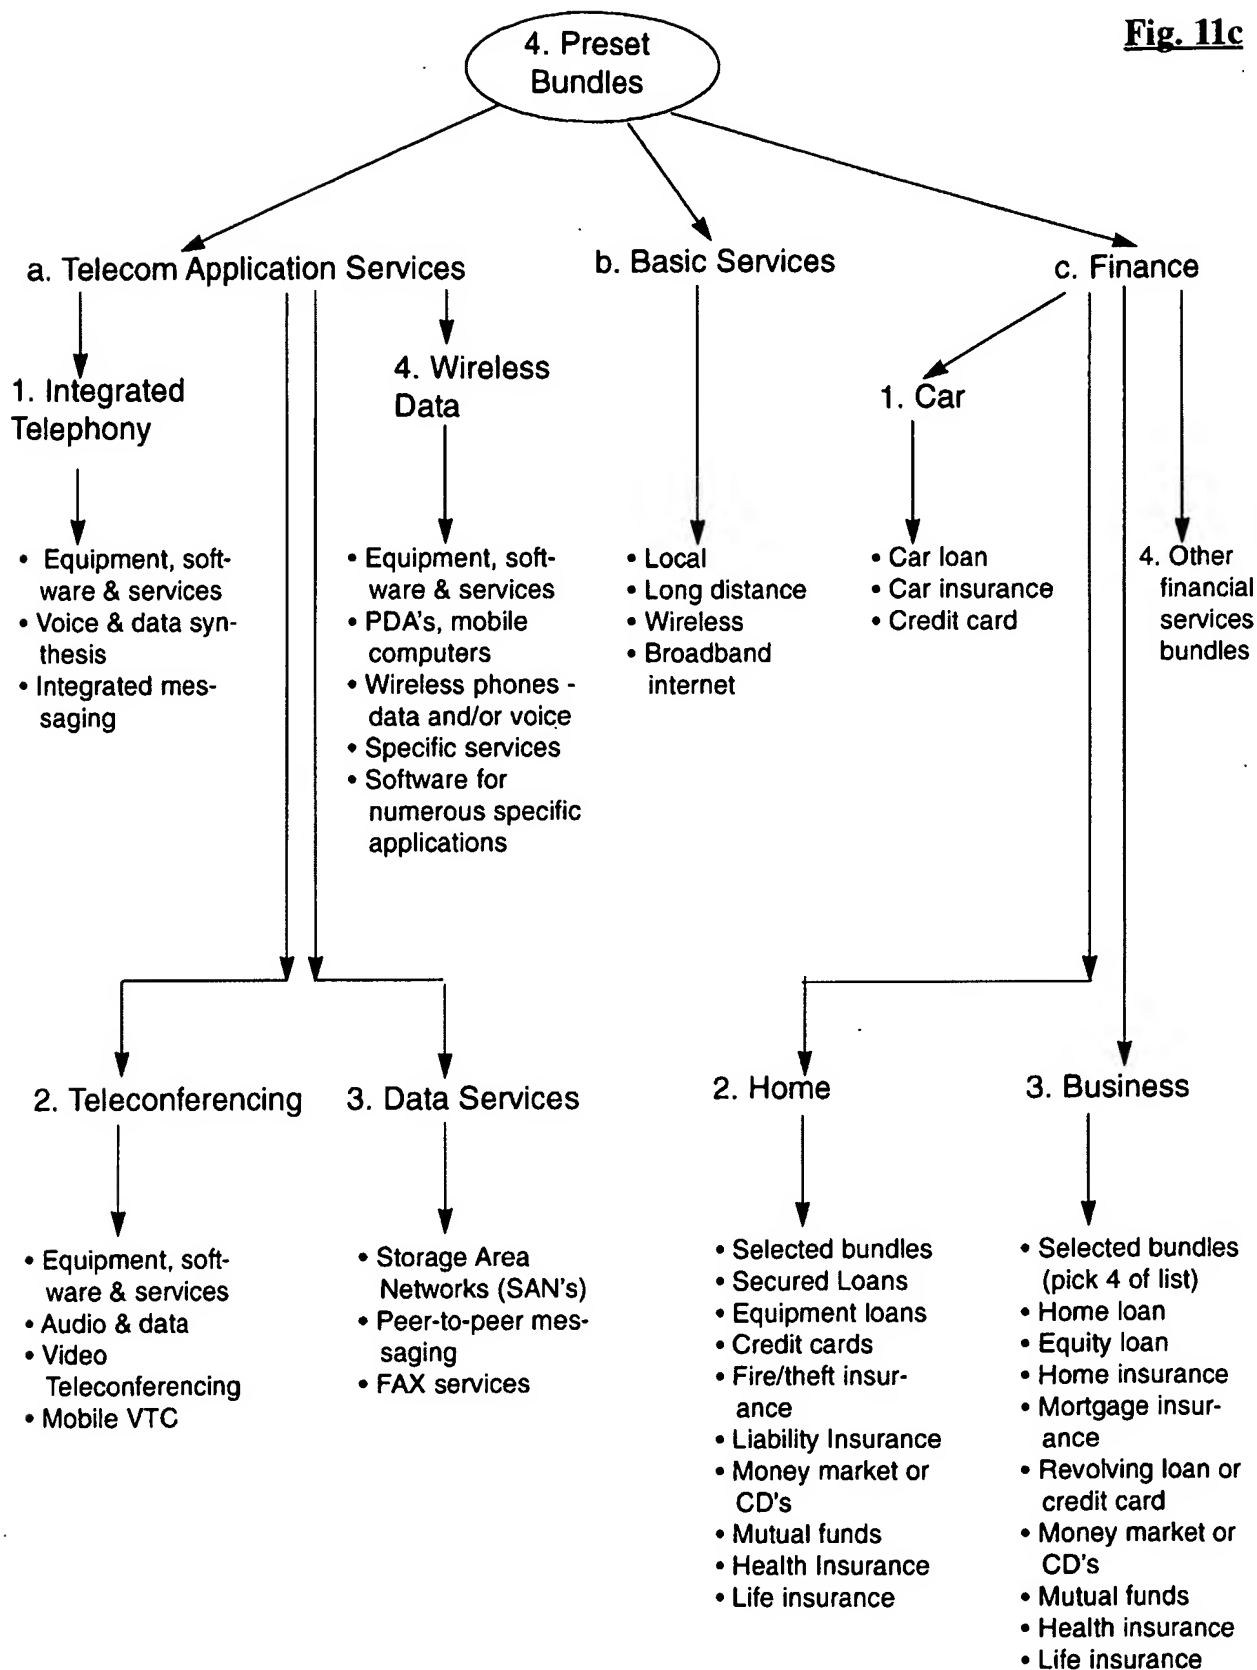 Fig. 11c
4. Preset
Bundles
a. Telecom Application Services
b. Basic Services
c. Finance
1. Integrated
Telephony
4. Wireless
Data
1. Car
• Equipment, soft-
ware & services
• Voice & data syn-
thesis
• Integrated mes-
saging
• Equipment, soft-
ware & services
• PDA's, mobile
computers
• Wireless phones -
data and/or voice
• Specific services
• Software for
numerous specific
applications
• Local
• Long distance
• Wireless
• Broadband
internet
• Car loan
• Car insurance
• Credit card
4. Other
financial
services
bundles
2. Teleconferencing
3. Data Services
2. Home
3. Business
• Equipment, soft-
ware & services
• Audio & data
• Video
Teleconferencing
• Mobile VTC
• Storage Area
Networks (SAN's)
• Peer-to-peer mes-
saging
• FAX services
• Selected bundles
• Secured Loans
• Equipment loans
• Credit cards
• Fire/theft insur-
ance
• Liability Insurance
• Money market or
CD's
• Mutual funds
• Health Insurance
• Life insurance
• Selected bundles
(pick 4 of list)
• Home loan
• Equity loan
• Home insurance
• Mortgage insur-
ance
• Revolving loan or
credit card
• Money market or
CD's
• Mutual funds
• Health insurance
• Life insurance